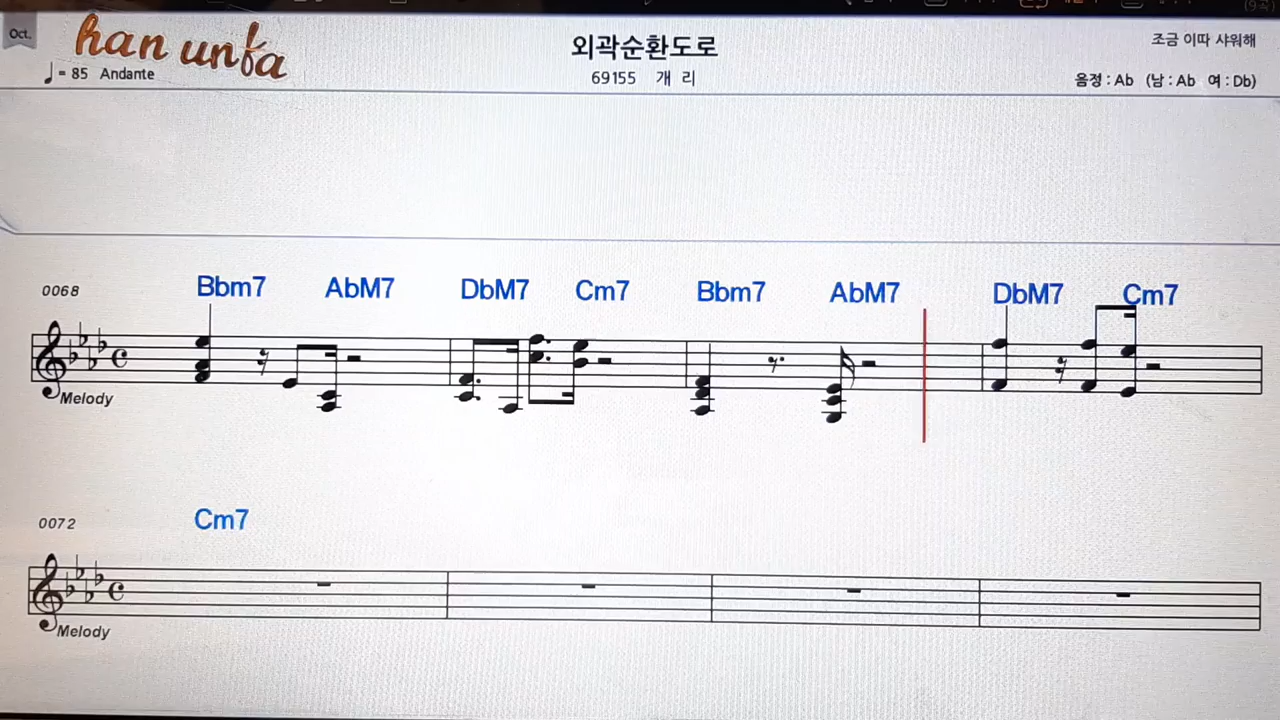 Oct.
han unfa
외곽순환도로
조금 이따 샤워해
♩= 85 Andante
69155 개 리
음정 : Ab (남 : Ab 여 : Db)
0068
Bbm7 AbM7 DbM7 Cm7 Bbm7 AbM7 DbM7 Cm7
Melody
0072
Cm7
Melody